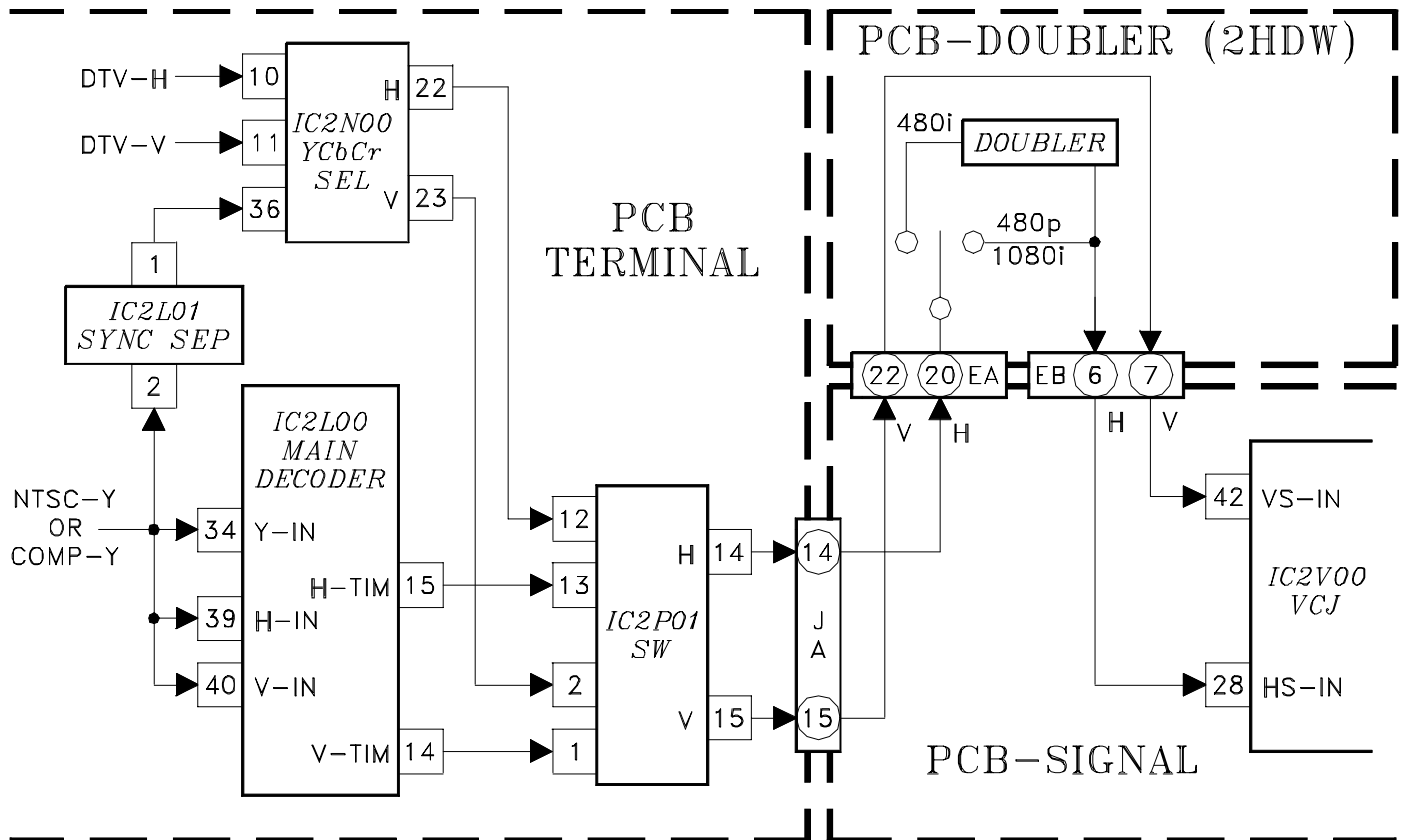 PCB-DOUBLER (2HDW)
DTV-H
10
H
22
IC2N00
YCbCr
SEL
DTV-V
11
V
23
36
480i
DOUBLER
480p
1080i
PCB
TERMINAL
1
IC2L01
SYNC SEP
2
22
20
EA
EB
6
7
V
H
H
V
IC2L00
MAIN
DECODER
NTSC-Y
OR
COMP-Y
34
Y-IN
39
H-IN
40
V-IN
H-TIM
15
V-TIM
14
12
13
2
1
IC2P01
SW
H
14
V
15
14
J
A
15
42
VS-IN
IC2V00
VCJ
28
HS-IN
PCB-SIGNAL